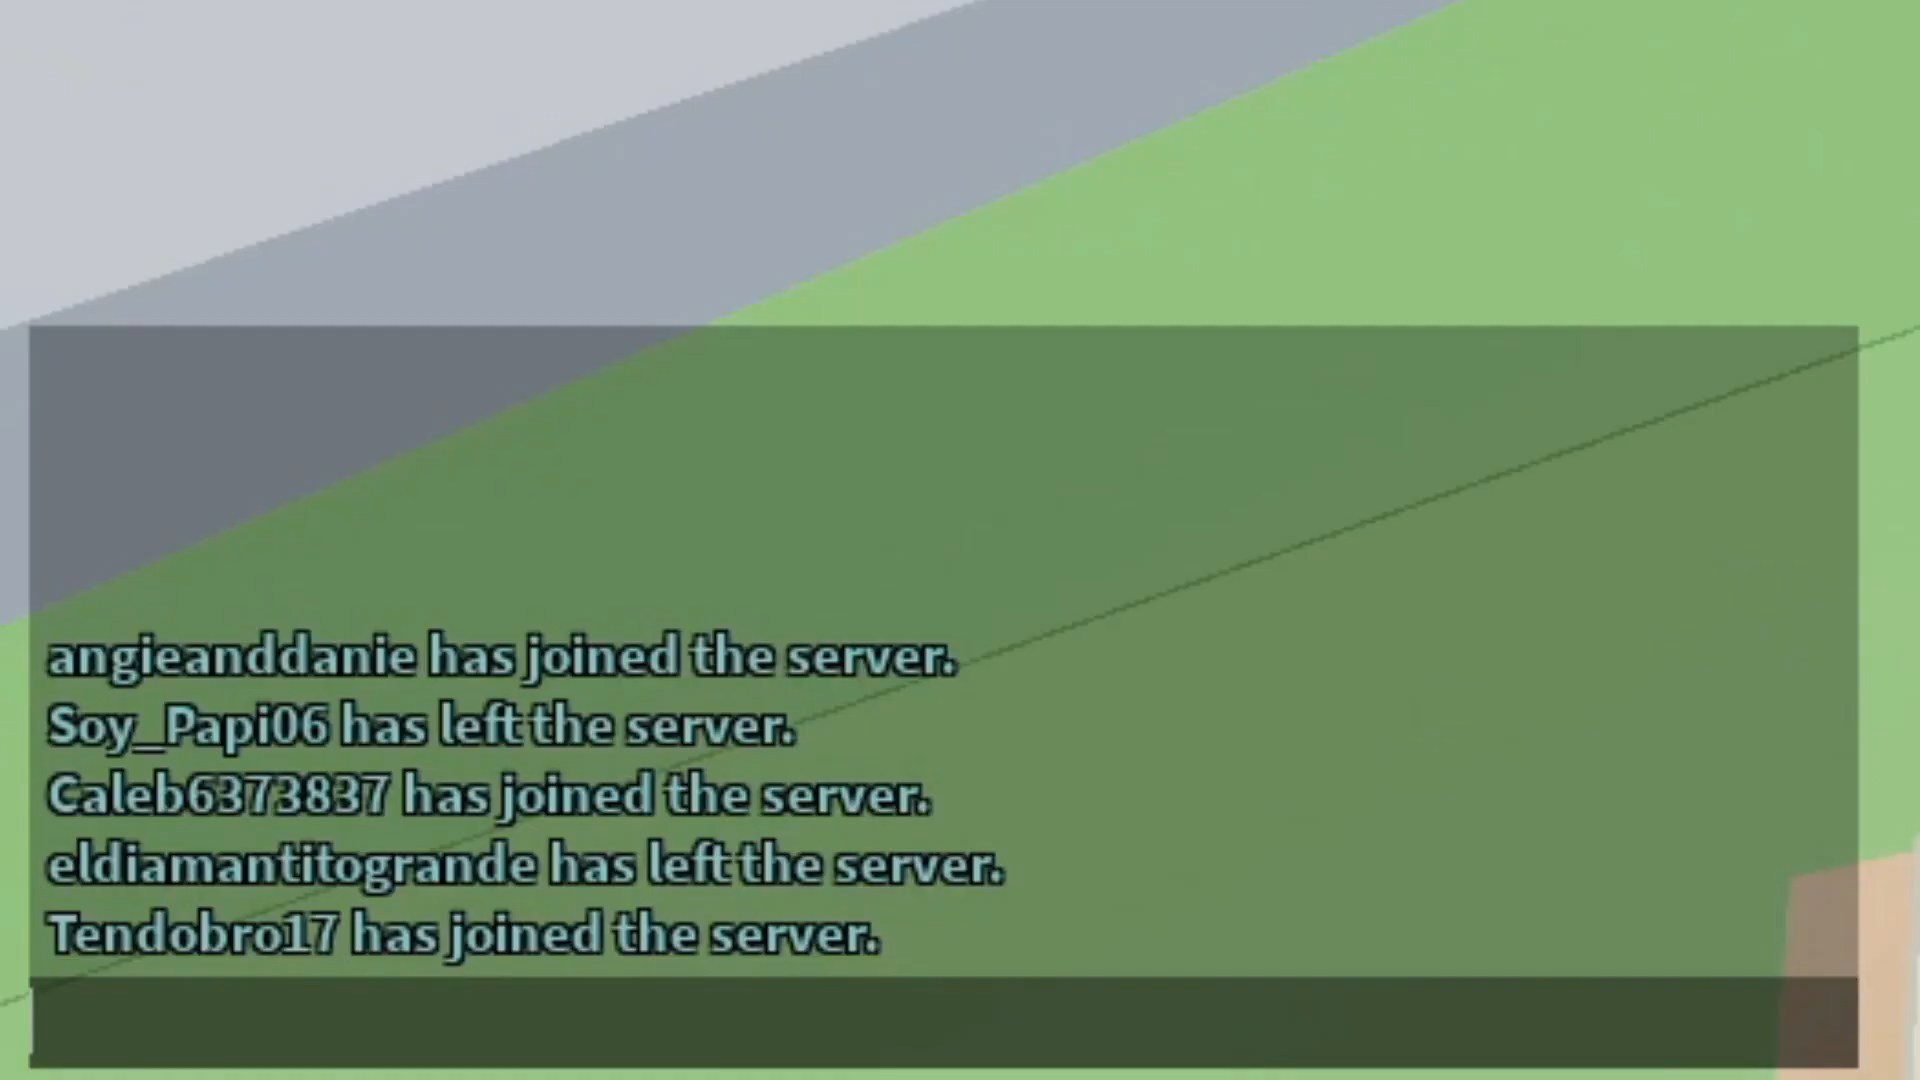 angieanddanie has joined the server.
Soy_Papi06 has left the server.
Caleb6373837 has joined the server.
eldiamantitogrande has left the server.
Tendobro17 has joined the server.